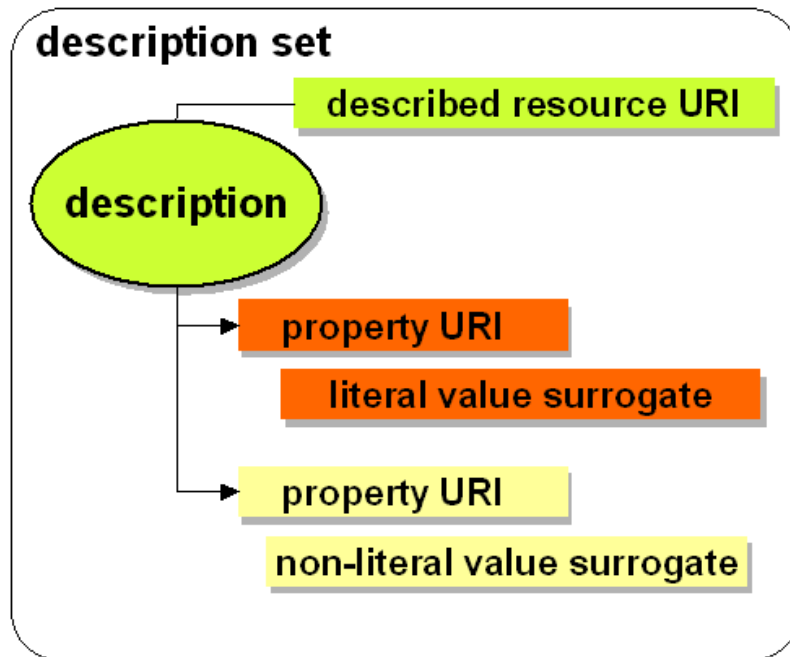 description set
described resource URI
description
property URI
literal value surrogate
property URI
non-literal value surrogate